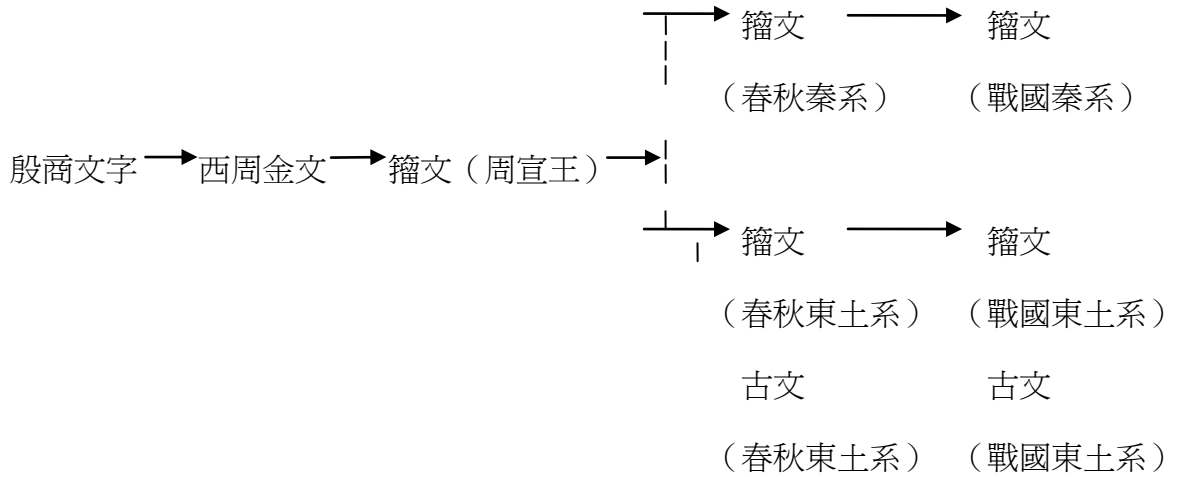 籀文 籀文
（春秋秦系） （戰國秦系）
殷商文字 西周金文 籀文（周宣王）
籀文 籀文
（春秋東土系） （戰國東土系）
古文 古文
（春秋東土系） （戰國東土系）